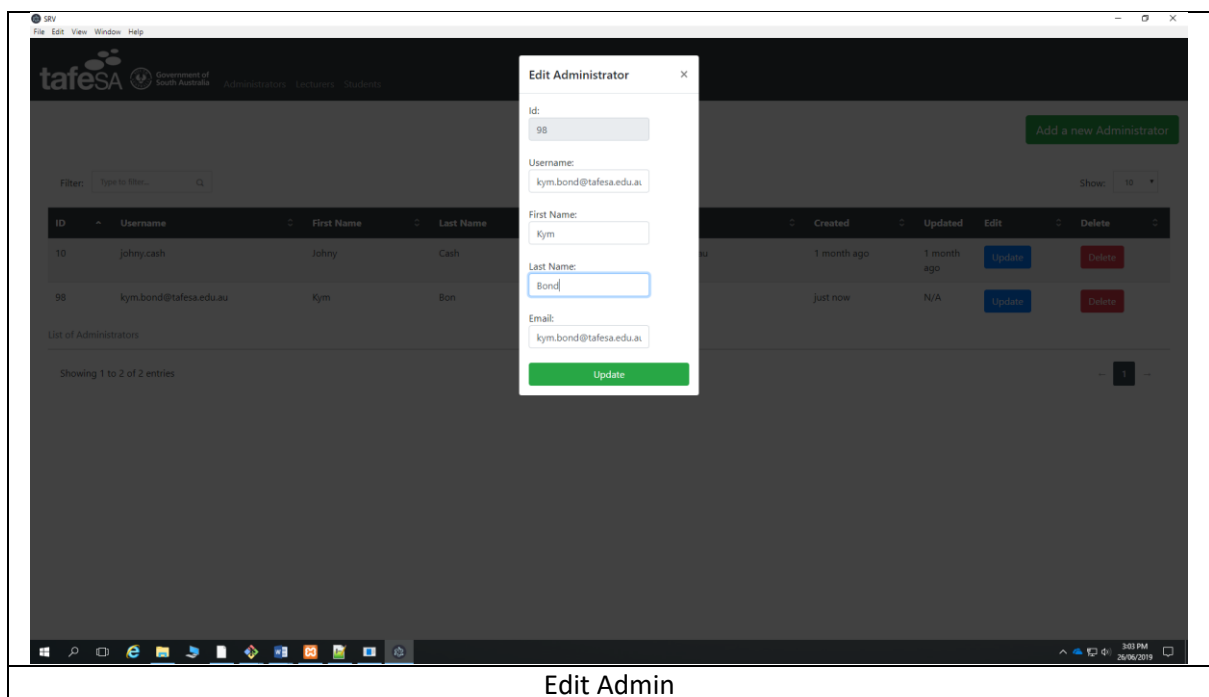 SRV
File Edit View Window Help
tafeSA Government of South Australia Administrators Lecturers Students
Edit Administrator ×
Id:
98
Add a new Administrator
Username:
kym.bond@tafesa.edu.au
Filter: Type to filter... Show: 10
First Name:
Kym
ID Username First Name Last Name Created Updated Edit Delete
10 johny.cash Johny Cash au 1 month ago 1 month ago Update Delete
Last Name:
Bond
98 kym.bond@tafesa.edu.au Kym Bon just now N/A Update Delete
Email:
kym.bond@tafesa.edu.au
List of Administrators
Update
Showing 1 to 2 of 2 entries 1
3:03 PM
26/06/2019
Edit Admin